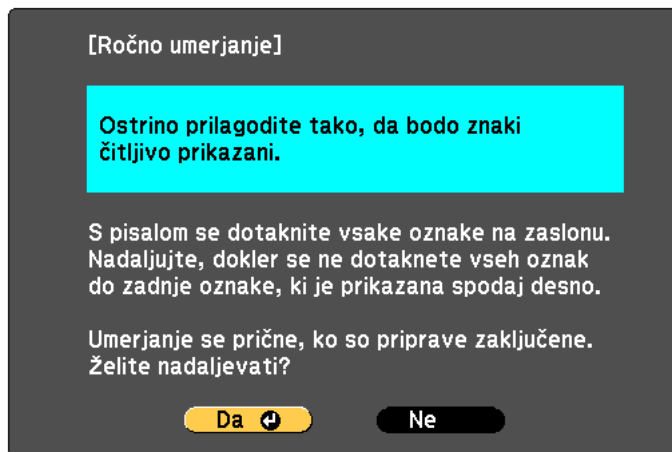 [Ročno umerjanje]
Ostrino prilagodite tako, da bodo znaki
čitljivo prikazani.
S pisalom se dotaknite vsake oznake na zaslonu.
Nadaljujte, dokler se ne dotaknete vseh oznak
do zadnje oznake, ki je prikazana spodaj desno.
Umerjanje se prične, ko so priprave zaključene.
Želite nadaljevati?
Da Ne